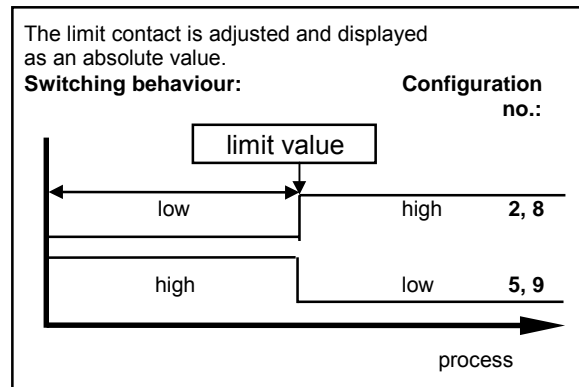 The limit contact is adjusted and displayed
as an absolute value.
Switching behaviour: Configuration
no.:
limit value
low high 2, 8
high low 5, 9
process